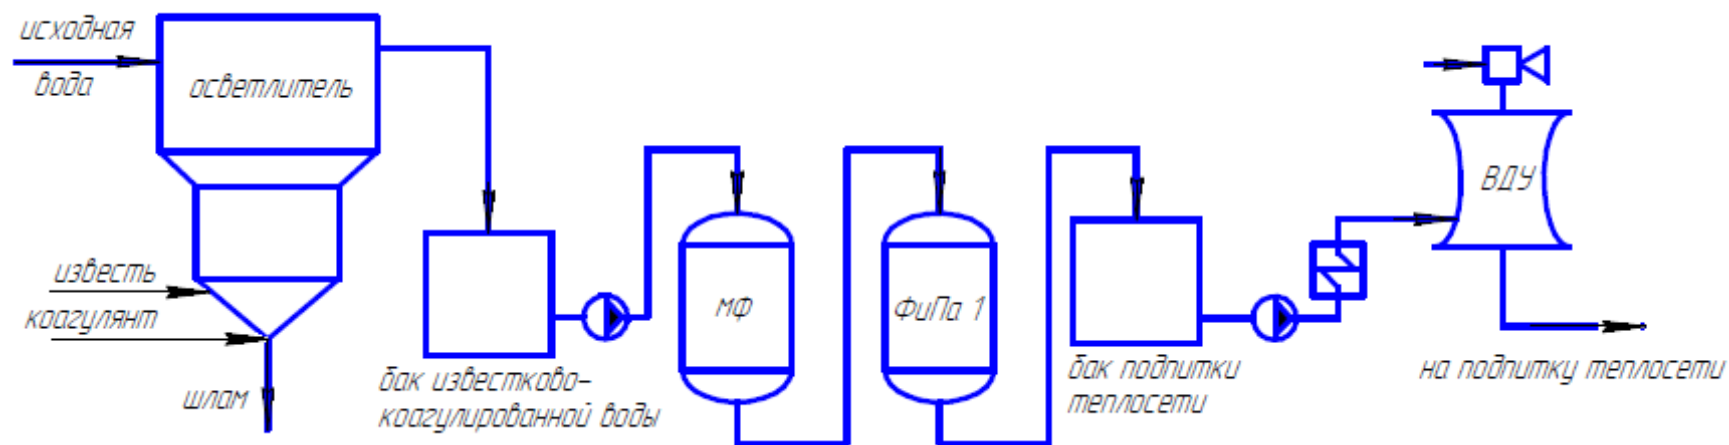 исходная
вода
осветлитель
известь
коагулянт
шлам
бак известково-
коагулированной воды
МФ
ФиПа 1
бак подпитки
теплосети
ВДУ
на подпитку теплосети